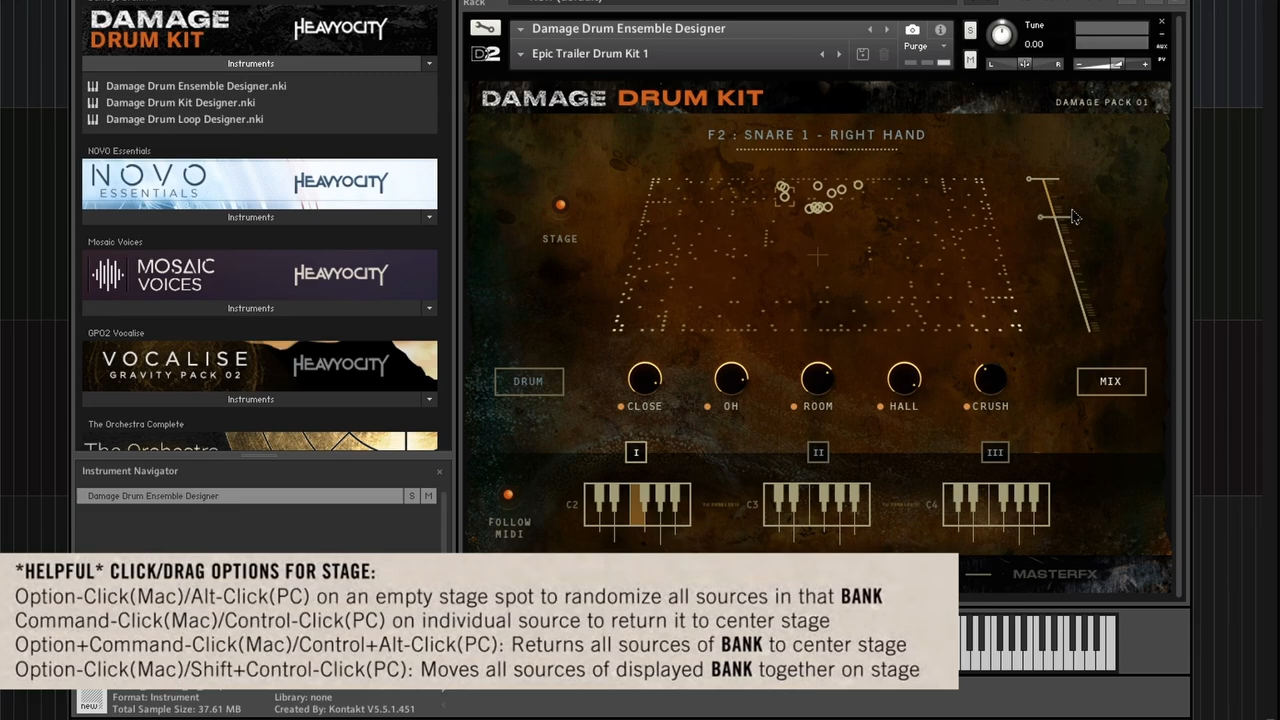 DAMAGE
DRUM KIT
HEAVYOCITY
Instruments
Damage Drum Ensemble Designer.nki
Damage Drum Kit Designer.nki
Damage Drum Loop Designer.nki
NOVO Essentials
NOVO
ESSENTIALS
HEAVYOCITY
Instruments
Mosaic Voices
MOSAIC
VOICES
HEAVYOCITY
Instruments
GP02 Vocalise
VOCALISE
GRAVITY PACK 02
HEAVYOCITY
Instruments
The Orchestra Complete
The Orchestra
Instrument Navigator
Damage Drum Ensemble Designer
S
M
Rack
Damage Drum Ensemble Designer
D2
Epic Trailer Drum Kit 1
Purge
S
M
Tune
0.00
L
R
AUX
PV
DAMAGE DRUM KIT
DAMAGE PACK 01
F2 : SNARE 1 - RIGHT HAND
STAGE
DRUM
CLOSE
OH
ROOM
HALL
CRUSH
MIX
I
II
III
C2
C3
C4
FOLLOW
MIDI
MASTERFX
*HELPFUL* CLICK/DRAG OPTIONS FOR STAGE:
Option-Click(Mac)/Alt-Click(PC) on an empty stage spot to randomize all sources in that BANK
Command-Click(Mac)/Control-Click(PC) on individual source to return it to center stage
Option+Command-Click(Mac)/Control+Alt-Click(PC): Returns all sources of BANK to center stage
Option-Click(Mac)/Shift+Control-Click(PC): Moves all sources of displayed BANK together on stage
new
Format: Instrument
Library: none
Total Sample Size: 37.61 MB
Created By: Kontakt V5.5.1.451